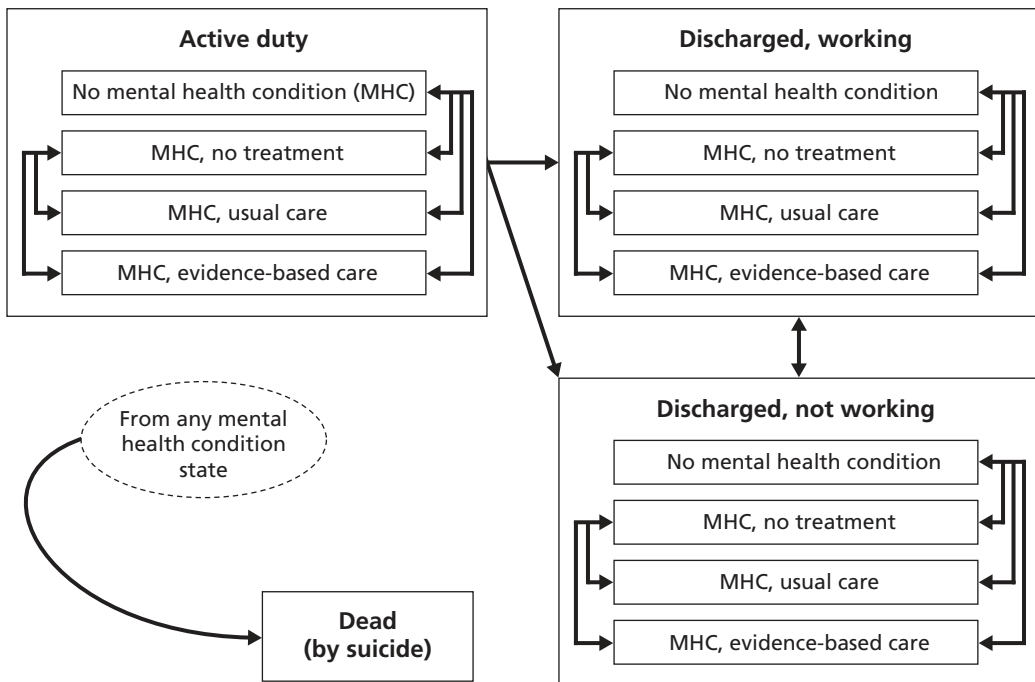 Active duty
No mental health condition (MHC)
MHC, no treatment
MHC, usual care
MHC, evidence-based care
Discharged, working
No mental health condition
MHC, no treatment
MHC, usual care
MHC, evidence-based care
Discharged, not working
No mental health condition
MHC, no treatment
MHC, usual care
MHC, evidence-based care
From any mental
health condition
state
Dead
(by suicide)